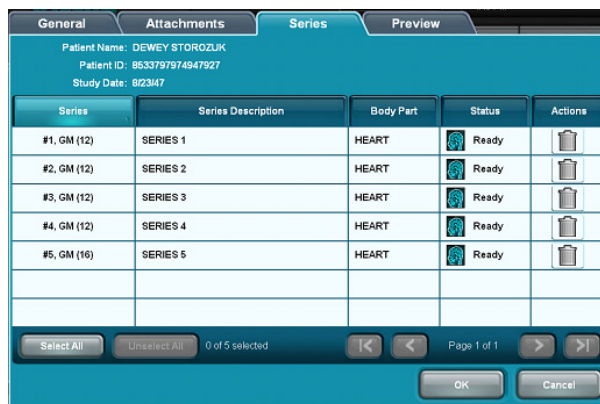 General Attachments Series Preview
Patient Name: DEWEY STOROZUK
Patient ID: 8533797974947927
Study Date: 8/23/47
Series Series Description Body Part Status Actions
#1, GM (12) SERIES 1 HEART Ready
#2, GM (12) SERIES 2 HEART Ready
#3, GM (12) SERIES 3 HEART Ready
#4, GM (12) SERIES 4 HEART Ready
#5, GM (16) SERIES 5 HEART Ready
Select All Unselect All 0 of 5 selected Page 1 of 1
OK Cancel